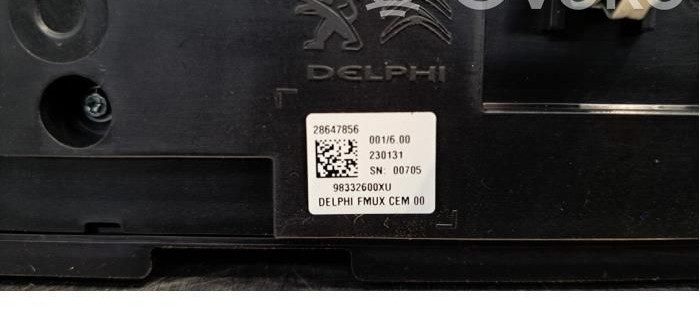 DELPHI
28647856
001/6.00
230131
SN: 00705
98332600XU
DELPHI FMUX CEM 00